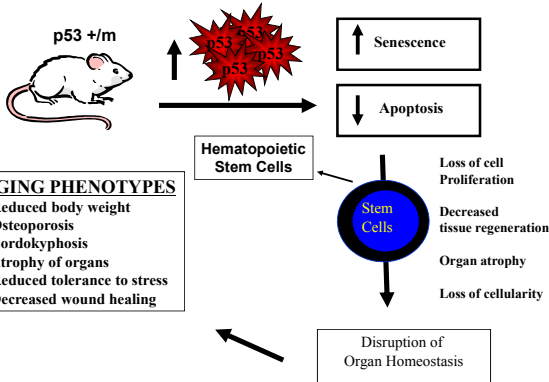 p53 +/m
p53
p53
p53
p53
Senescence
Apoptosis
Hematopoietic
Stem Cells
Stem
Cells
Loss of cell
Proliferation
Decreased
tissue regeneration
Organ atrophy
Loss of cellularity
GING PHENOTYPES
educed body weight
steoporosis
ordokyphosis
trophy of organs
educed tolerance to stress
ecreased wound healing
Disruption of
Organ Homeostasis